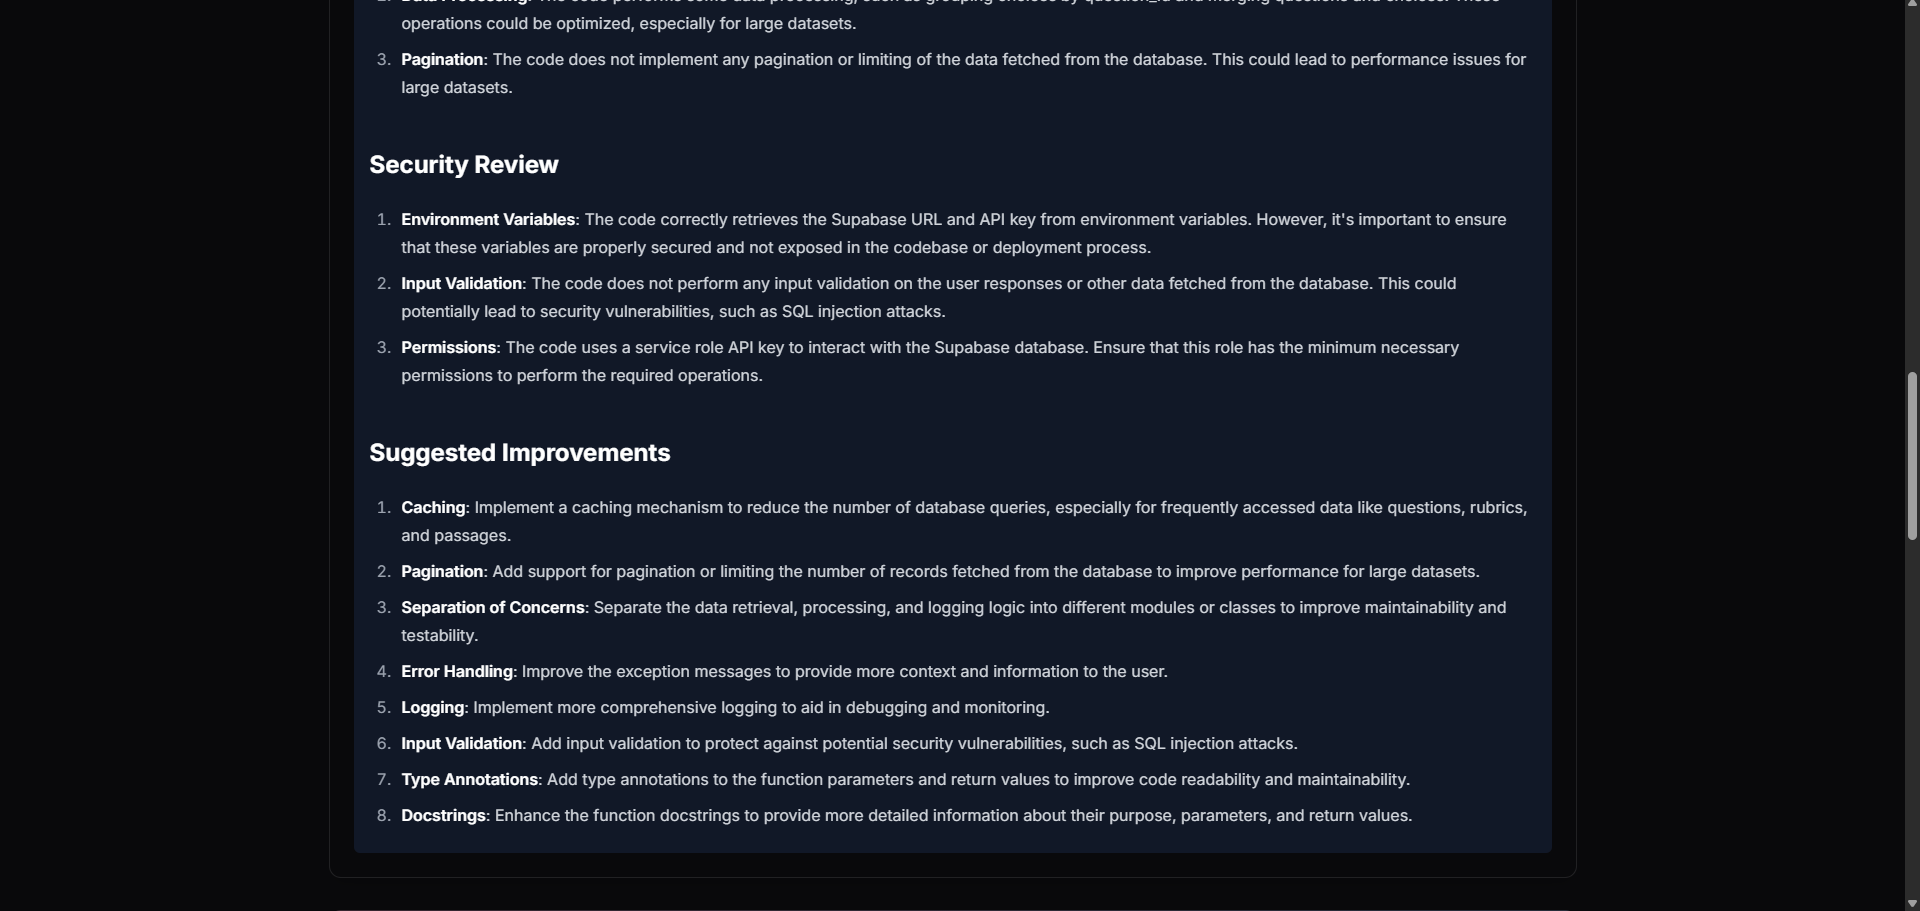 operations could be optimized, especially for large datasets.
3. Pagination: The code does not implement any pagination or limiting of the data fetched from the database. This could lead to performance issues for
large datasets.
Security Review
1. Environment Variables: The code correctly retrieves the Supabase URL and API key from environment variables. However, it's important to ensure
that these variables are properly secured and not exposed in the codebase or deployment process.
2. Input Validation: The code does not perform any input validation on the user responses or other data fetched from the database. This could
potentially lead to security vulnerabilities, such as SQL injection attacks.
3. Permissions: The code uses a service role API key to interact with the Supabase database. Ensure that this role has the minimum necessary
permissions to perform the required operations.
Suggested Improvements
1. Caching: Implement a caching mechanism to reduce the number of database queries, especially for frequently accessed data like questions, rubrics,
and passages.
2. Pagination: Add support for pagination or limiting the number of records fetched from the database to improve performance for large datasets.
3. Separation of Concerns: Separate the data retrieval, processing, and logging logic into different modules or classes to improve maintainability and
testability.
4. Error Handling: Improve the exception messages to provide more context and information to the user.
5. Logging: Implement more comprehensive logging to aid in debugging and monitoring.
6. Input Validation: Add input validation to protect against potential security vulnerabilities, such as SQL injection attacks.
7. Type Annotations: Add type annotations to the function parameters and return values to improve code readability and maintainability.
8. Docstrings: Enhance the function docstrings to provide more detailed information about their purpose, parameters, and return values.